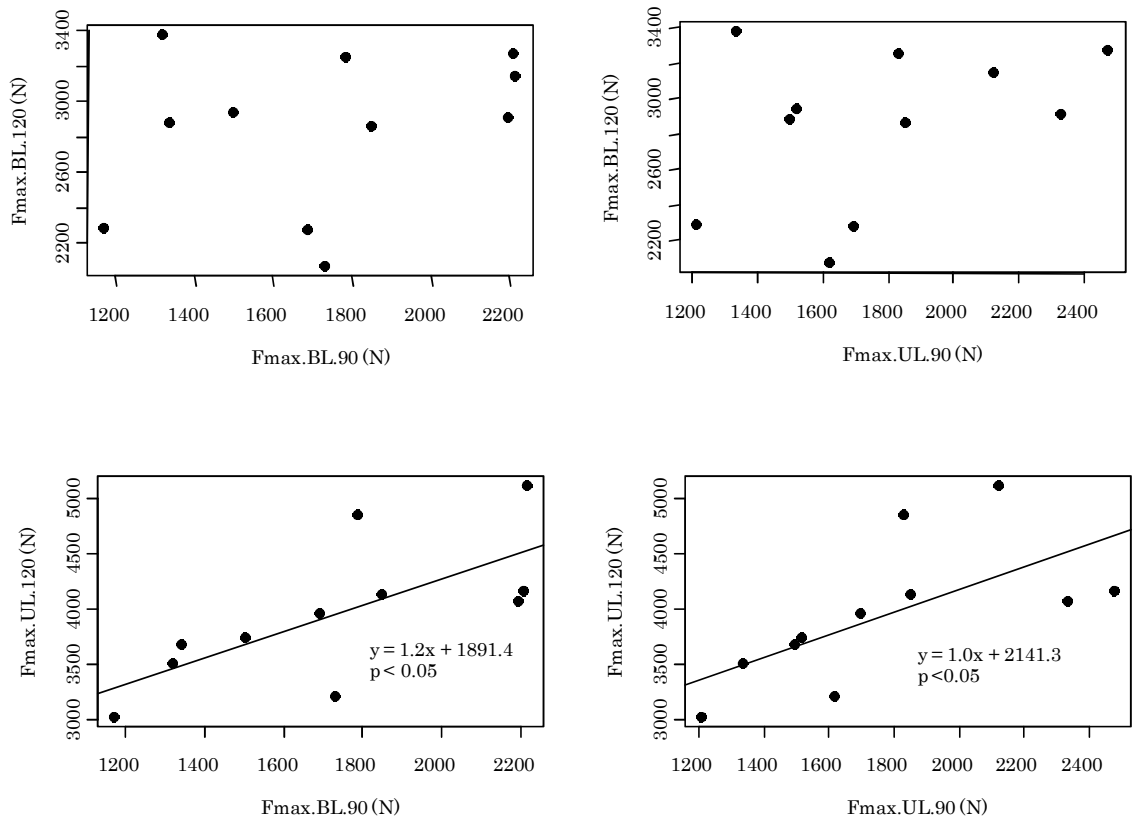 Fmax.BL.120 (N)
3400
3000
2600
2200
1200 1400 1600 1800 2000 2200
Fmax.BL.90 (N)
Fmax.BL.120 (N)
3400
3000
2600
2200
1200 1400 1600 1800 2000 2200 2400
Fmax.UL.90 (N)
Fmax.UL.120 (N)
5000
4500
4000
3500
3000
y = 1.2x + 1891.4
p < 0.05
1200 1400 1600 1800 2000 2200
Fmax.BL.90 (N)
Fmax.UL.120 (N)
5000
4500
4000
3500
3000
y = 1.0x + 2141.3
p <0.05
1200 1400 1600 1800 2000 2200 2400
Fmax.UL.90 (N)